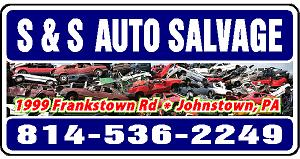 S & S AUTO SALVAGE
1999 Frankstown Rd * Johnstown, PA
814-536-2249